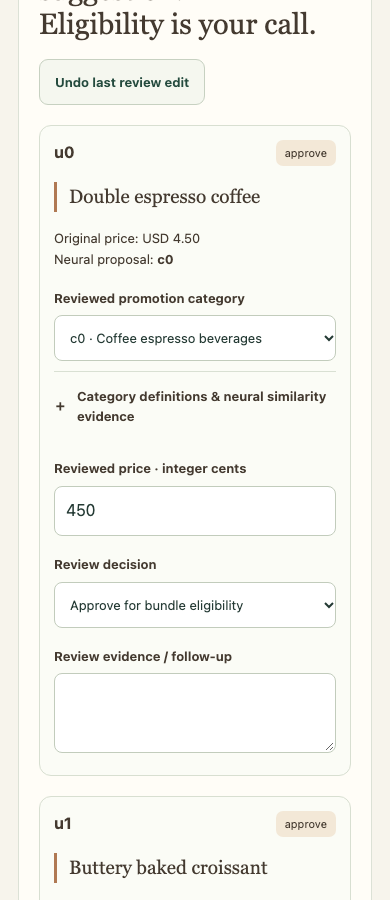 Eligibility is your call.
Undo last review edit
u0
approve
Double espresso coffee
Original price: USD 4.50
Neural proposal: c0
Reviewed promotion category
c0 · Coffee espresso beverages
+ Category definitions & neural similarity
evidence
Reviewed price · integer cents
450
Review decision
Approve for bundle eligibility
Review evidence / follow-up
u1
approve
Buttery baked croissant